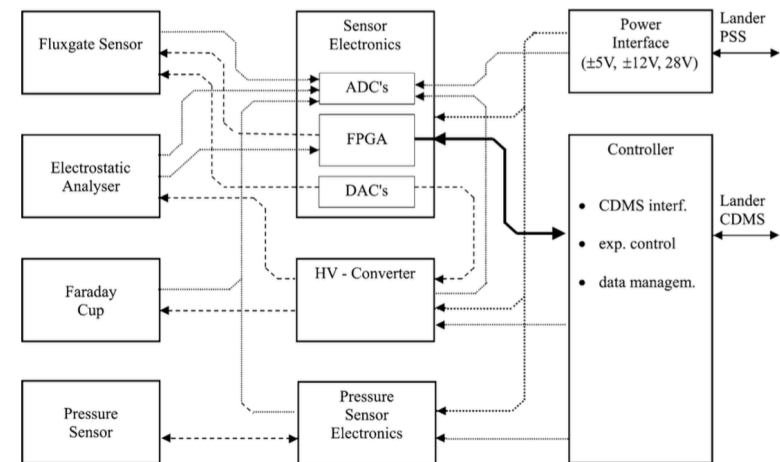 Fluxgate Sensor
Sensor
Electronics
ADC's
FPGA
DAC's
Power
Interface
(±5V, ±12V, 28V)
Lander
PSS
Electrostatic
Analyser
Controller
• CDMS interf.
• exp. control
• data managem.
Lander
CDMS
Faraday
Cup
HV - Converter
Pressure
Sensor
Pressure
Sensor
Electronics